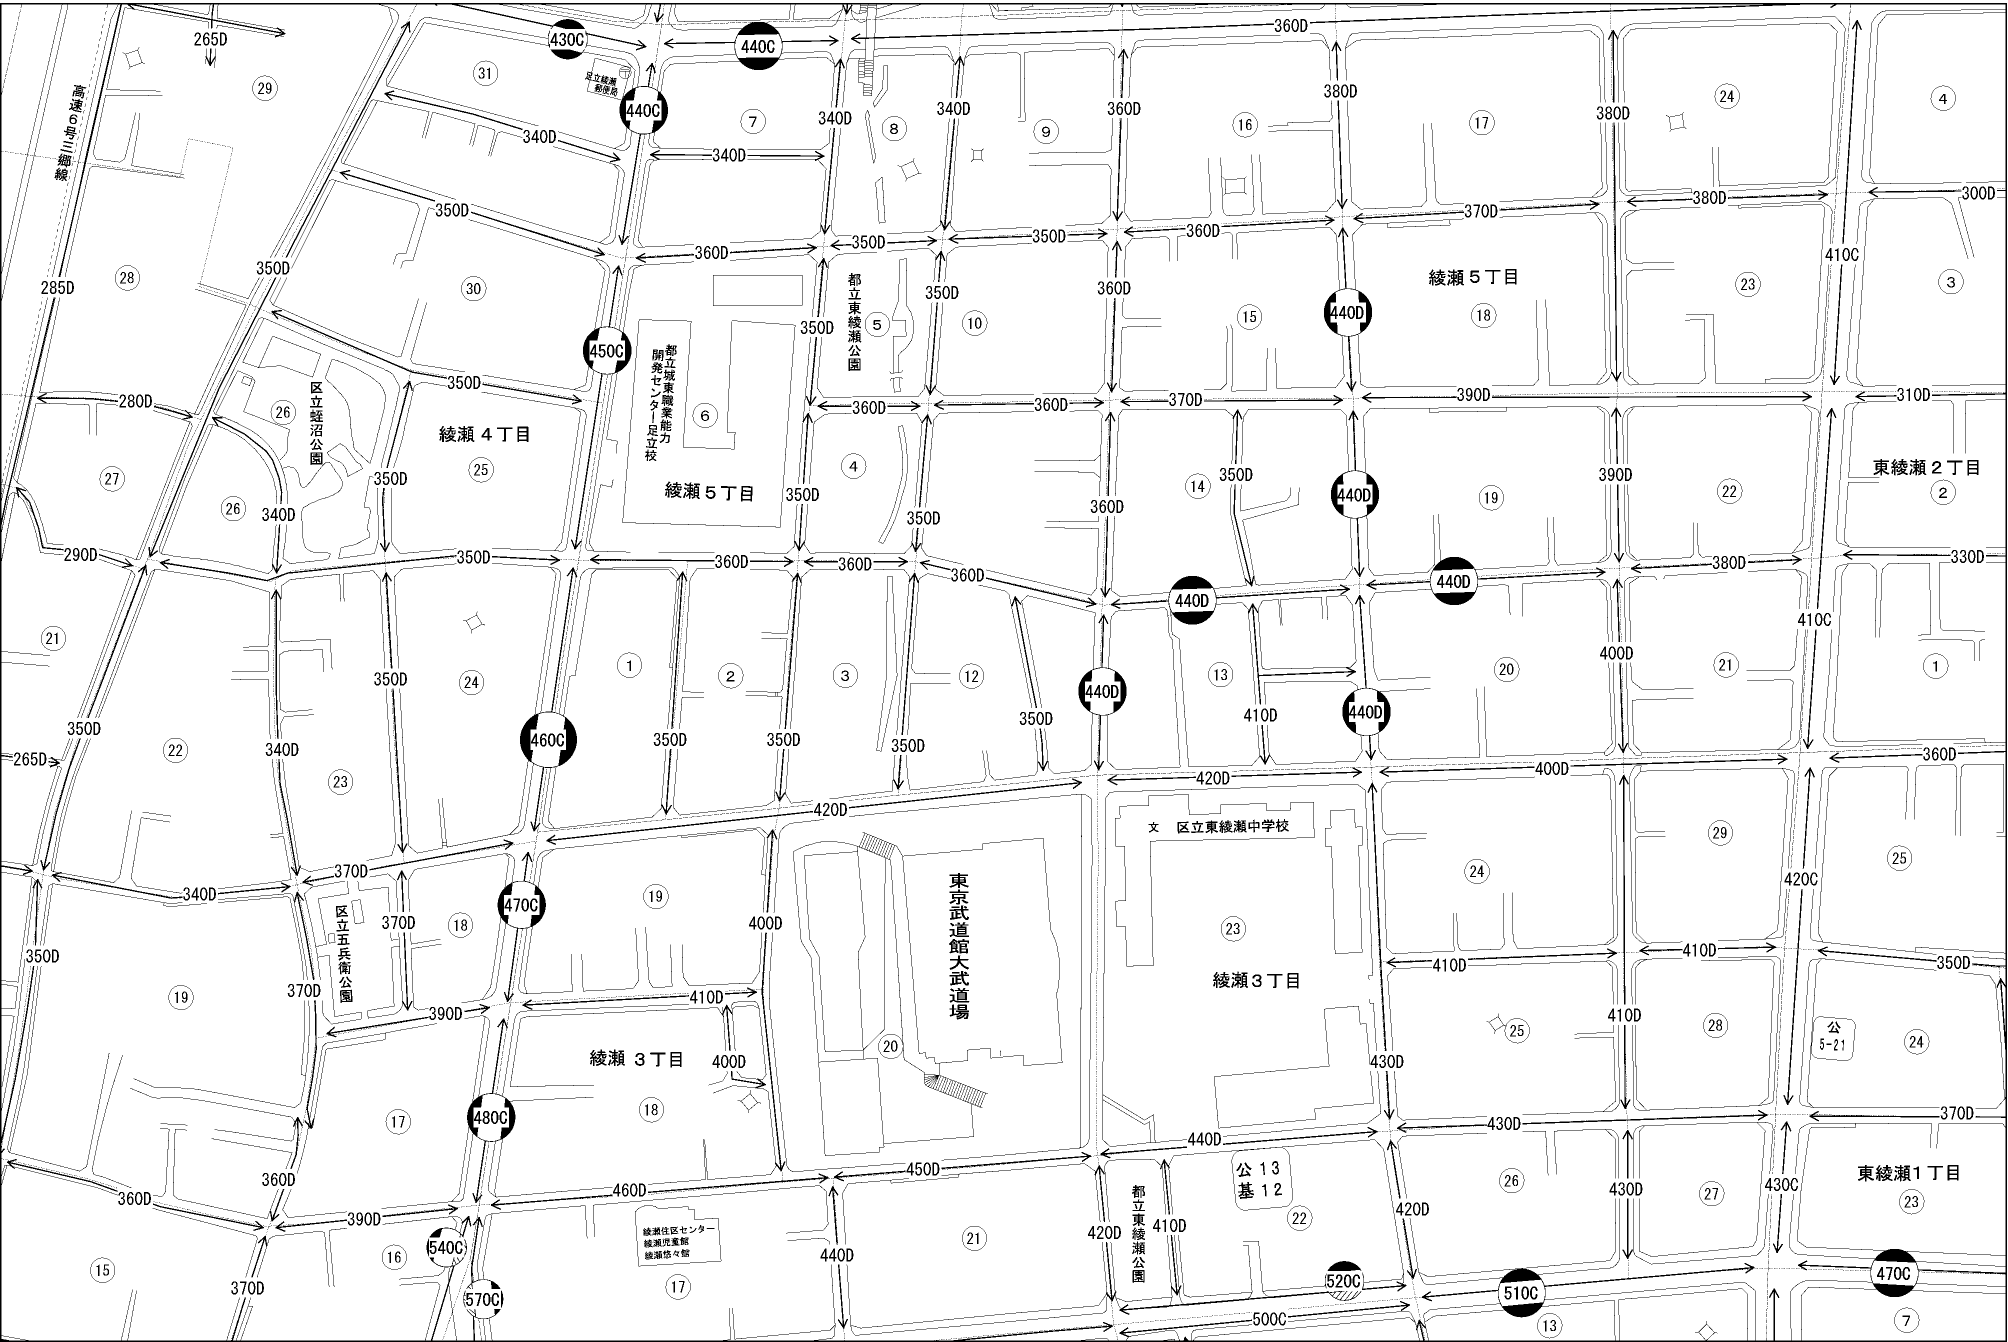 265D
430C
440C
360D
29
31
足立綾瀬
郵便局
高速6号三郷線
440C
340D
7
340D
8
340D
9
360D
16
380D
17
380D
24
4
340D
350D
360D
350D
350D
360D
370D
380D
300D
410C
28
285D
350D
30
450C
都立城東職業能力
開発センター足立校
350D
都立東綾瀬公園
5
350D
10
360D
15
440D
綾瀬5丁目
18
23
3
350D
280D
26
区立蛭沼公園
綾瀬4丁目
6
360D
360D
370D
390D
310D
27
26
340D
350D
25
綾瀬5丁目
350D
4
350D
360D
14
350D
440D
19
390D
22
東綾瀬2丁目
2
290D
350D
360D
360D
360D
440D
440D
380D
330D
21
350D
24
1
2
3
12
440D
13
410D
440D
20
400D
21
410C
1
265D
350D
22
340D
23
460C
350D
350D
350D
350D
420D
400D
360D
420D
文 区立東綾瀬中学校
29
25
340D
370D
370D
18
470C
19
400D
東京武道館大武道場
23
綾瀬3丁目
24
420C
350D
19
370D
区立五兵衛公園
390D
410D
410D
410D
350D
綾瀬 3丁目
400D
20
430D
25
410D
28
公
5-21
24
17
480C
18
440D
430D
370D
360D
360D
390D
460D
450D
公 13
基 12
22
420D
26
430D
27
430C
東綾瀬1丁目
23
15
370D
16
540C
570C
綾瀬住区センター
綾瀬児童館
綾瀬悠々館
17
440D
21
420D
都立東綾瀬公園
410D
520C
500C
510C
13
470C
7